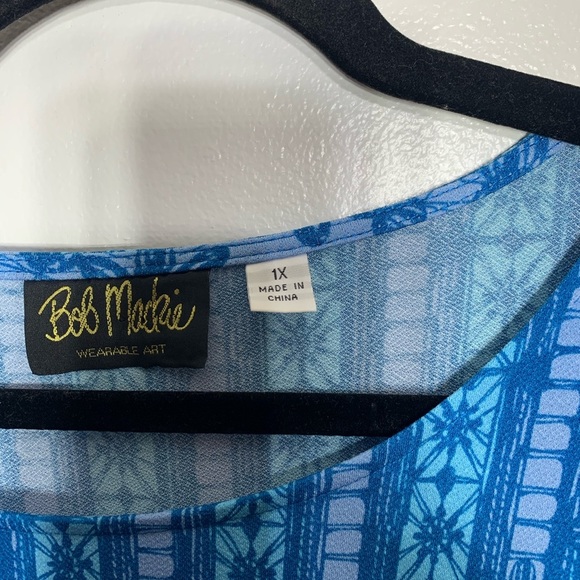 Bob Mackie
WEARABLE ART
1X
MADE IN
CHINA